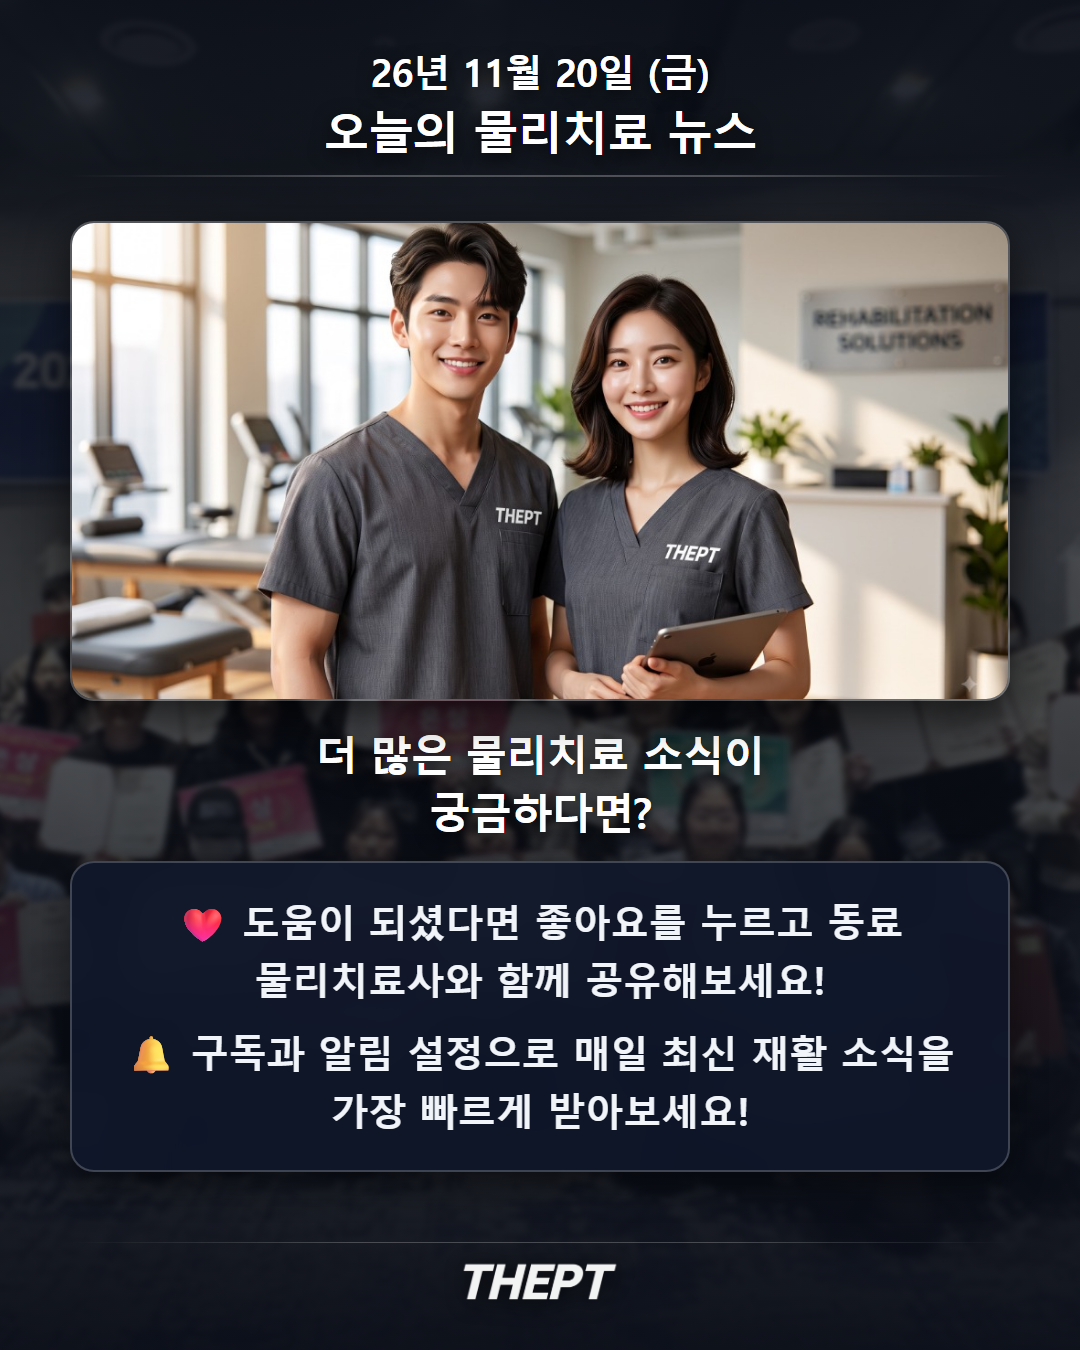 26년 11월 20일 (금)
오늘의 물리치료 뉴스
REHABILITATION
SOLUTIONS
THEPT
THEPT
더 많은 물리치료 소식이
궁금하다면?
도움이 되셨다면 좋아요를 누르고 동료
물리치료사와 함께 공유해보세요!
구독과 알림 설정으로 매일 최신 재활 소식을
가장 빠르게 받아보세요!
THEPT